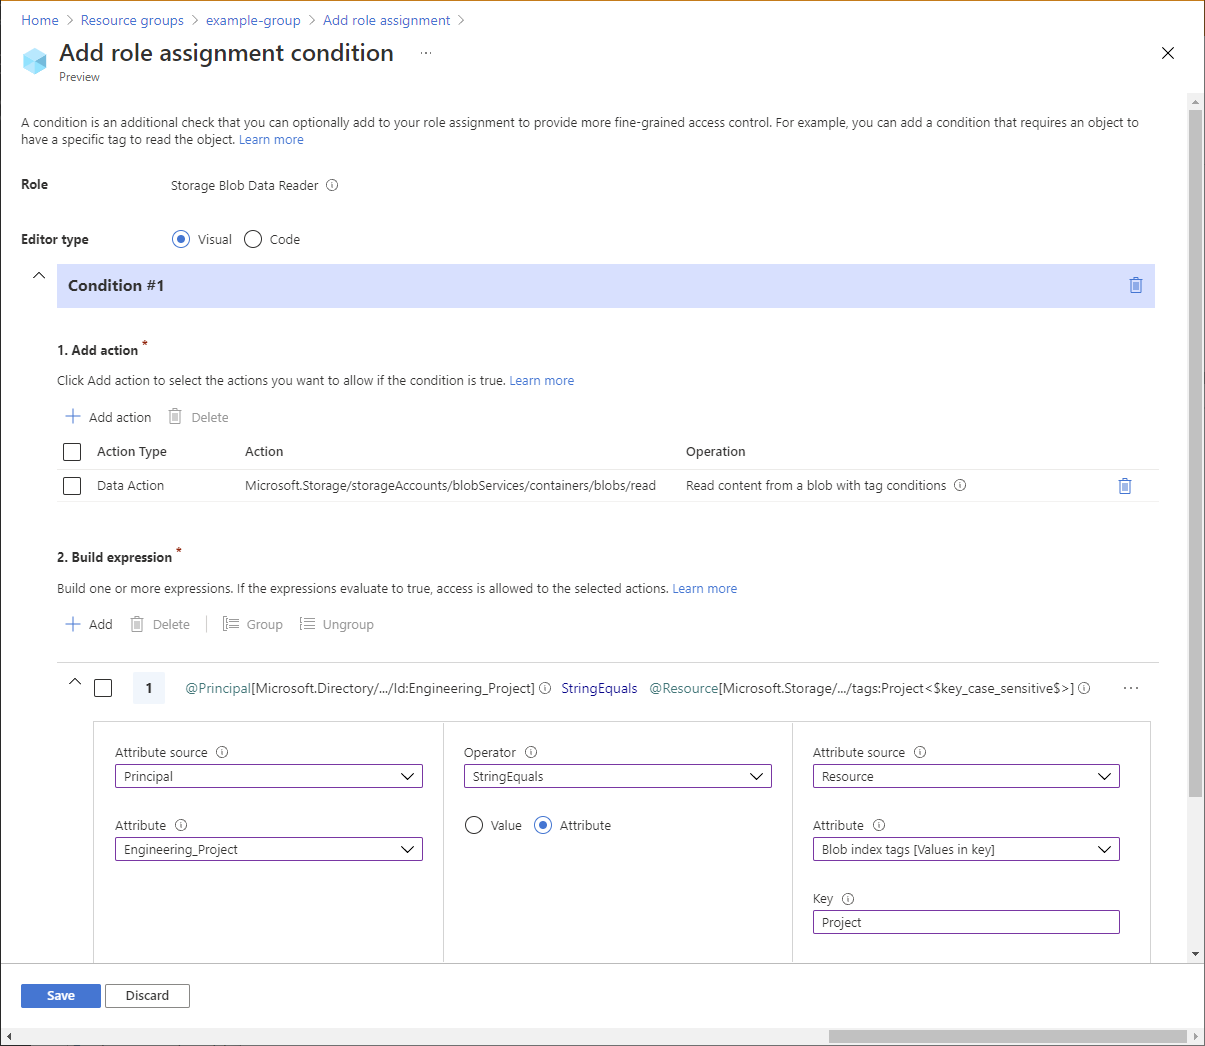 Home > Resource groups > example-group > Add role assignment >
Add role assignment condition ...
Preview
A condition is an additional check that you can optionally add to your role assignment to provide more fine-grained access control. For example, you can add a condition that requires an object to
have a specific tag to read the object. Learn more
Role Storage Blob Data Reader
Editor type Visual Code
Condition #1
1. Add action *
Click Add action to select the actions you want to allow if the condition is true. Learn more
Add action Delete
Action Type Action Operation
Data Action Microsoft.Storage/storageAccounts/blobServices/containers/blobs/read Read content from a blob with tag conditions
2. Build expression *
Build one or more expressions. If the expressions evaluate to true, access is allowed to the selected actions. Learn more
Add Delete Group Ungroup
1 @Principal[Microsoft.Directory/.../Id:Engineering_Project] StringEquals @Resource[Microsoft.Storage/.../tags:Project<$key_case_sensitive$>] ...
Attribute source Operator Attribute source
Principal StringEquals Resource
Attribute Value Attribute Attribute
Engineering_Project Blob index tags [Values in key]
Key
Project
Save Discard